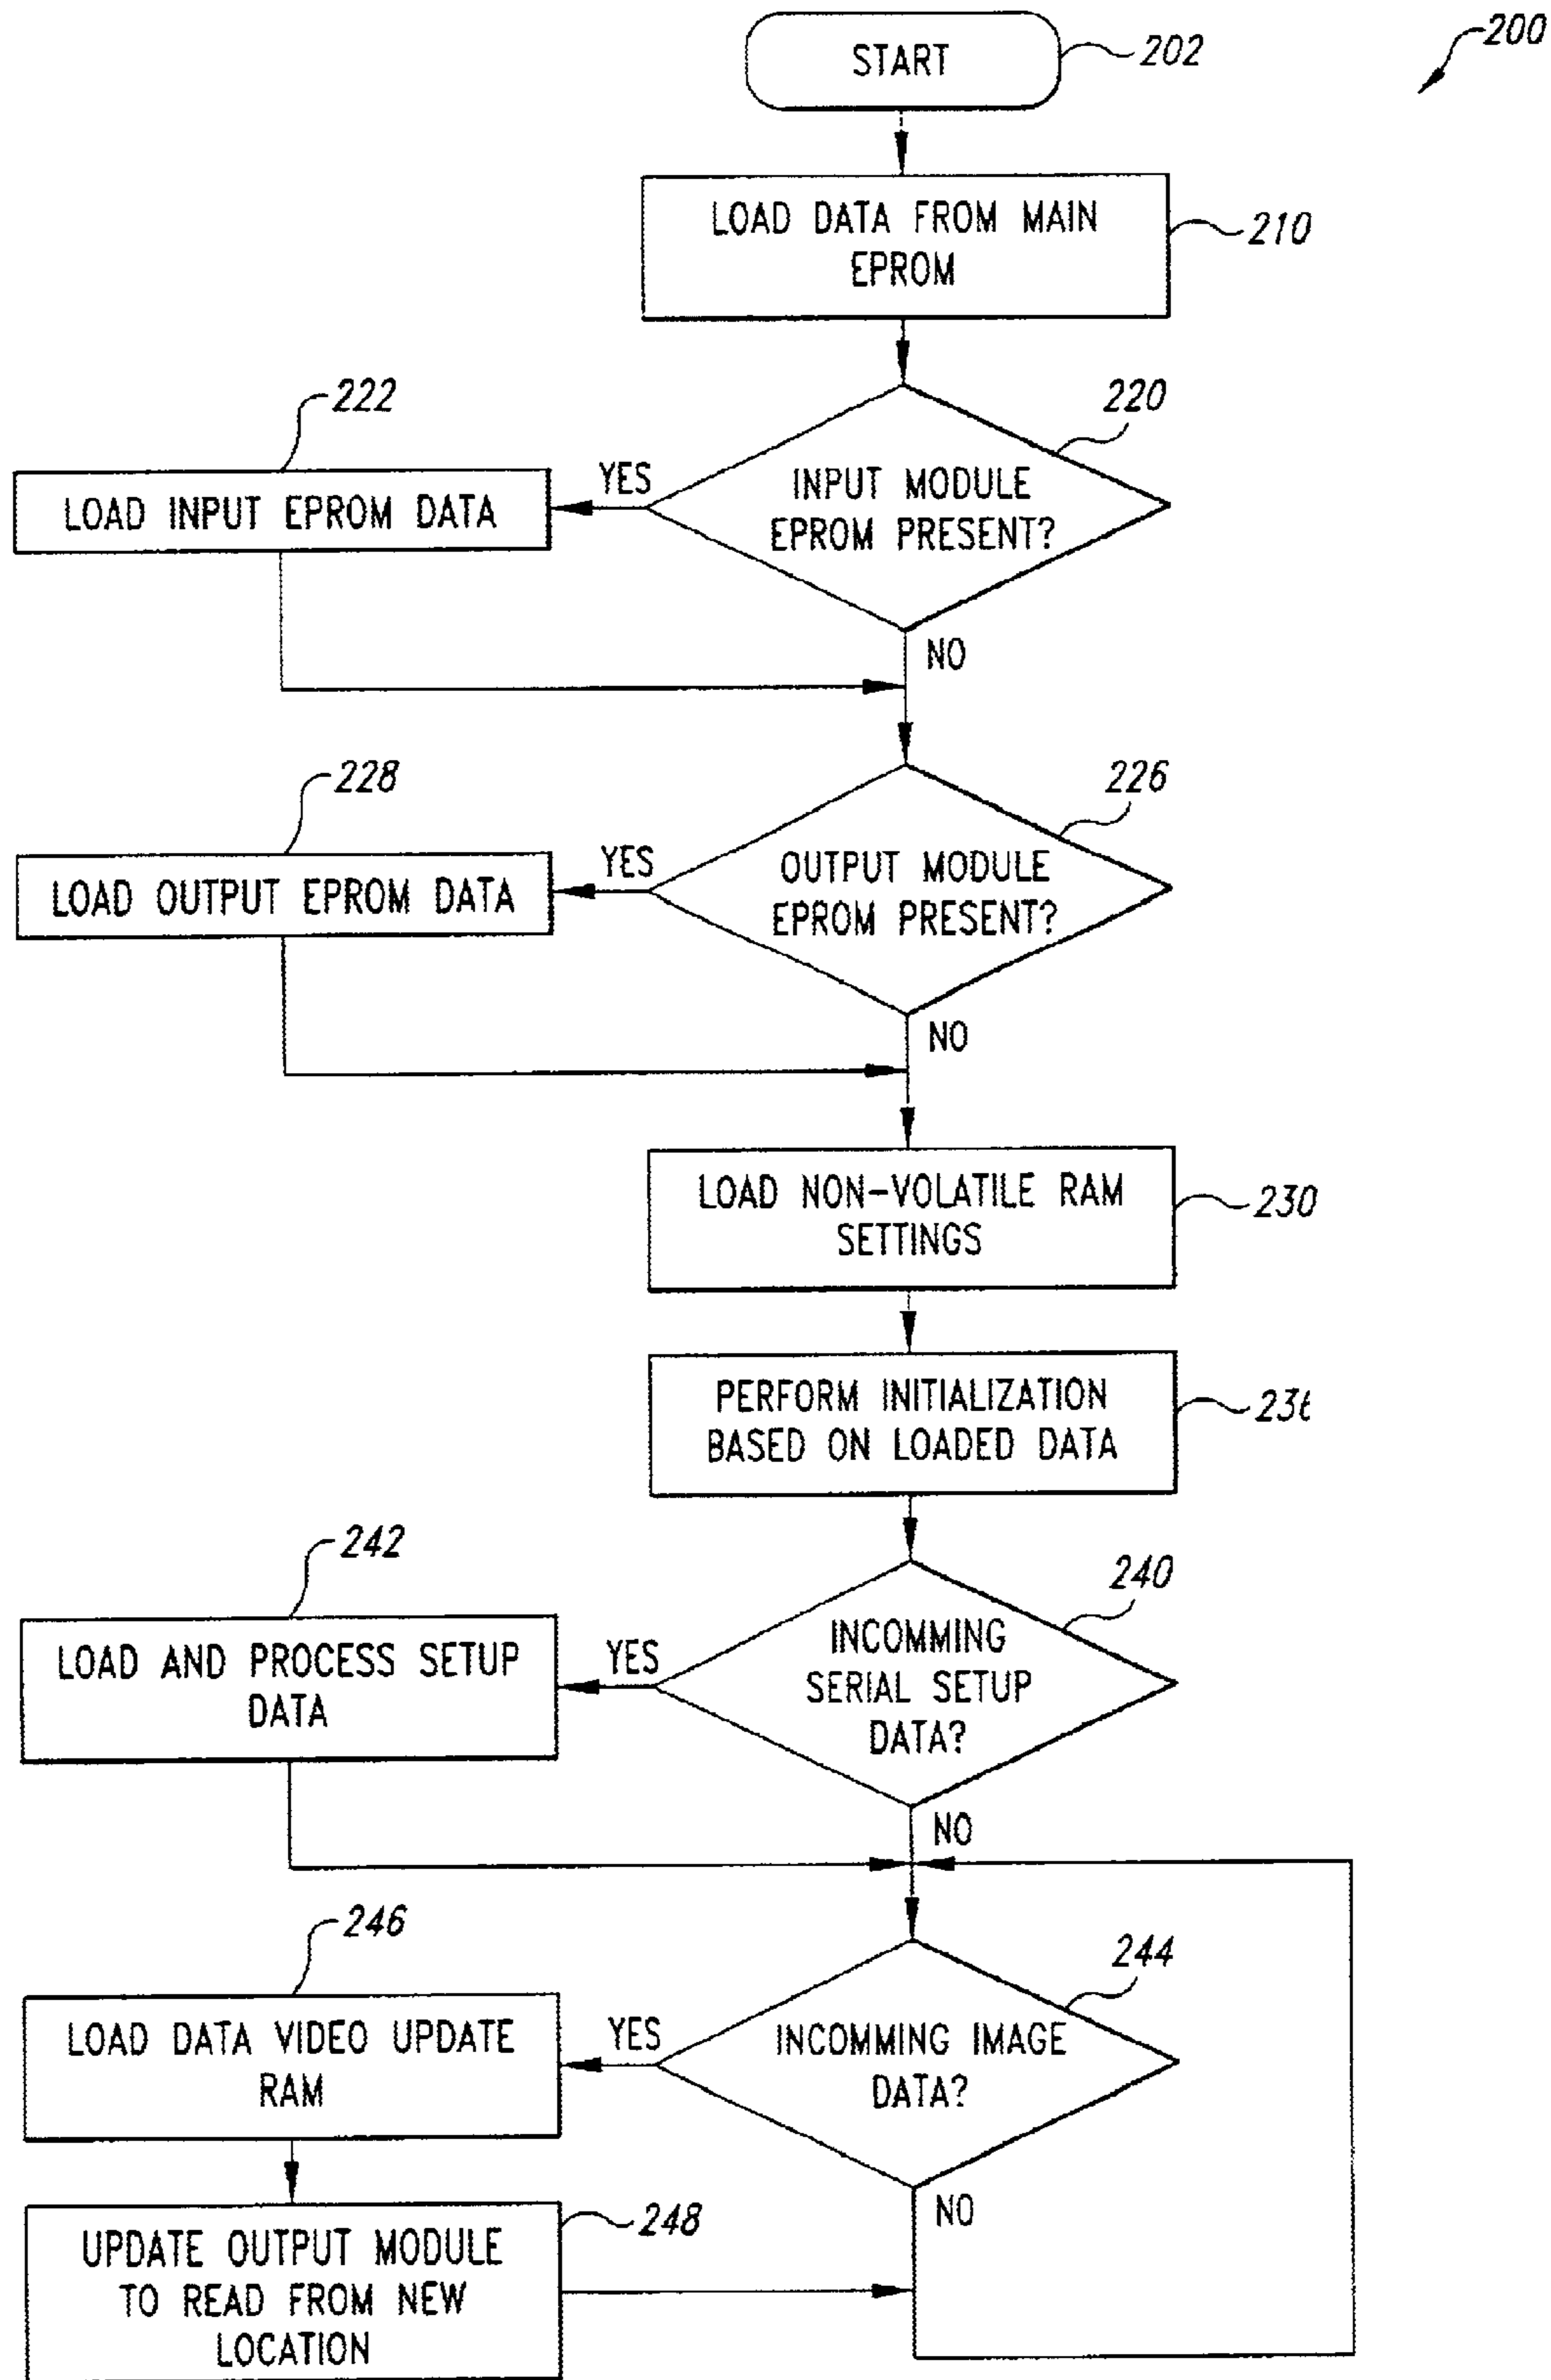 200
START
202
LOAD DATA FROM MAIN
EPROM
210
220
222
INPUT MODULE
EPROM PRESENT?
YES
LOAD INPUT EPROM DATA
NO
226
228
OUTPUT MODULE
EPROM PRESENT?
YES
LOAD OUTPUT EPROM DATA
NO
LOAD NON-VOLATILE RAM
SETTINGS
230
PERFORM INITIALIZATION
BASED ON LOADED DATA
240
242
INCOMMING
SERIAL SETUP
DATA?
YES
LOAD AND PROCESS SETUP
DATA
NO
244
246
INCOMMING IMAGE
DATA?
YES
LOAD DATA VIDEO UPDATE
RAM
NO
248
UPDATE OUTPUT MODULE
TO READ FROM NEW
LOCATION